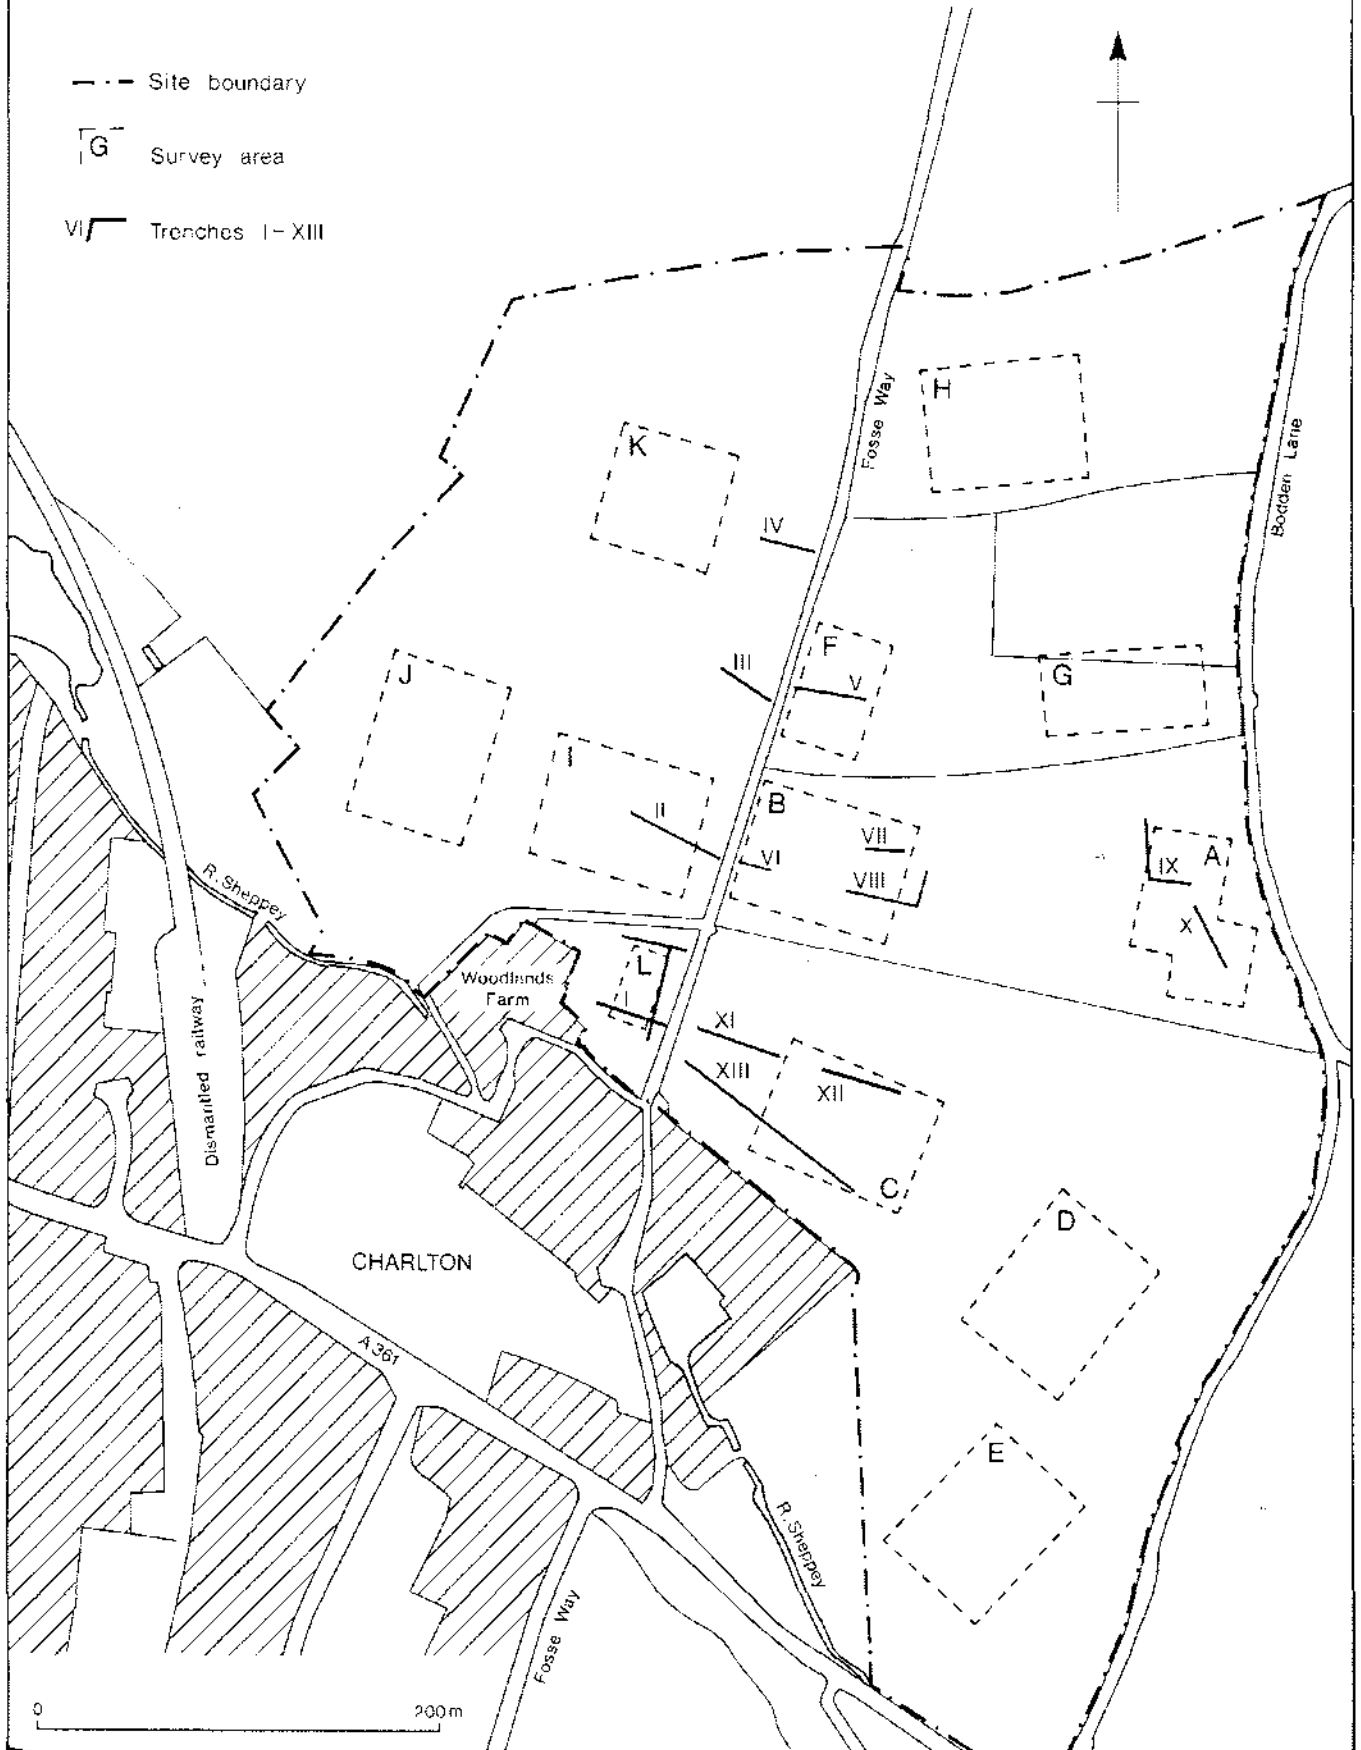 Site boundary
G
Survey area
VI
Trenches I-XIII
H
Fosse Way
Bodden Lane
K
IV
III
F
V
G
J
I
II
B
VI
VII
VIII
A
IX
X
R. Sheppey
Woodlands
Farm
L
I
XI
XIII
XII
C
Dismantled railway
D
CHARLTON
A 361
E
R. Sheppey
Fosse Way
0
200m